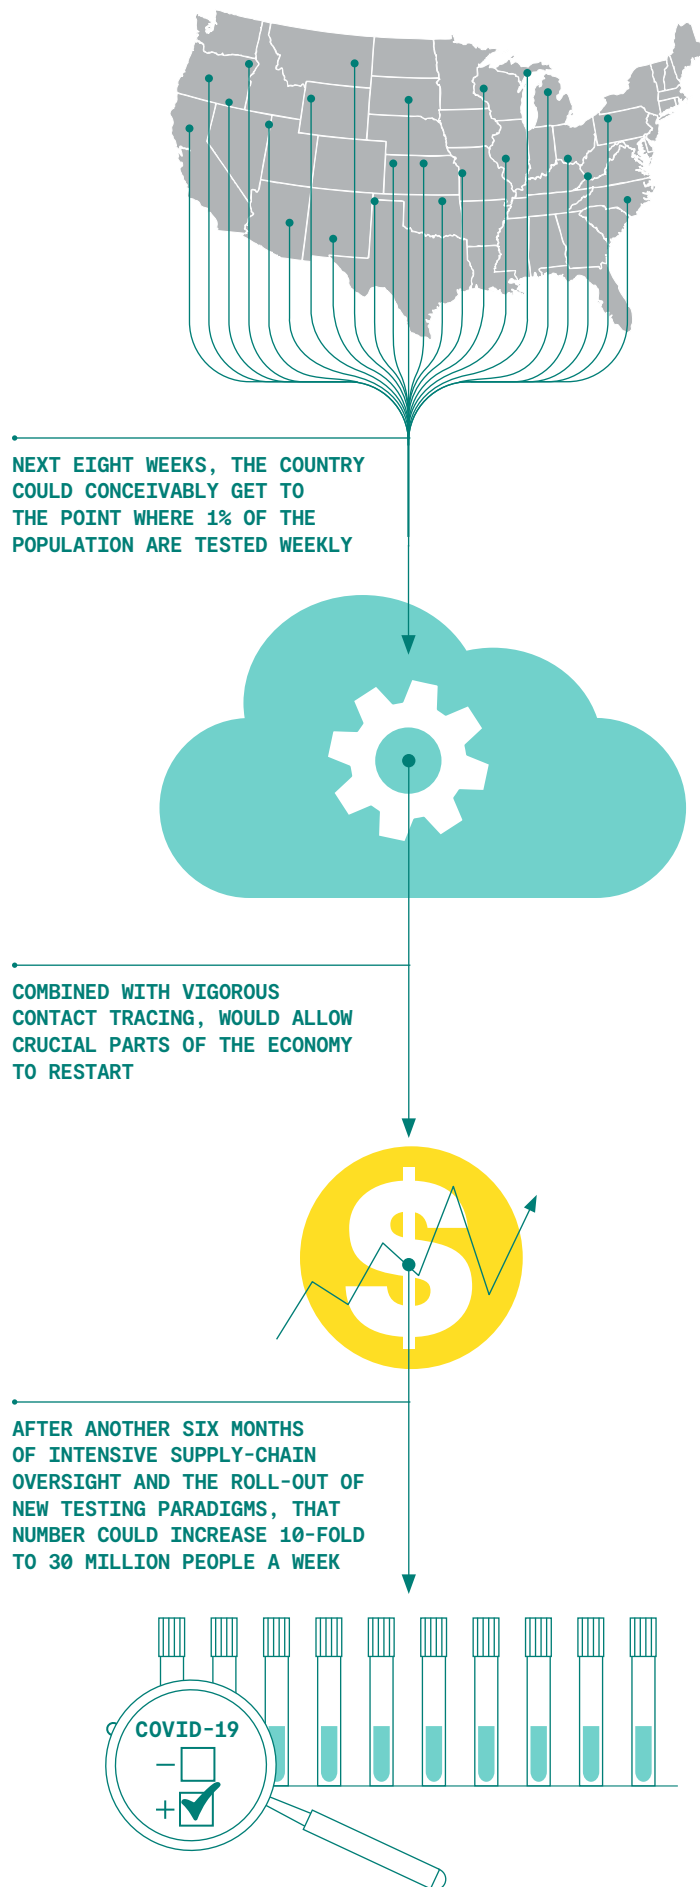 NEXT EIGHT WEEKS, THE COUNTRY
COULD CONCEIVABLY GET TO
THE POINT WHERE 1% OF THE
POPULATION ARE TESTED WEEKLY
COMBINED WITH VIGOROUS
CONTACT TRACING, WOULD ALLOW
CRUCIAL PARTS OF THE ECONOMY
TO RESTART
$
AFTER ANOTHER SIX MONTHS
OF INTENSIVE SUPPLY-CHAIN
OVERSIGHT AND THE ROLL-OUT OF
NEW TESTING PARADIGMS, THAT
NUMBER COULD INCREASE 10-FOLD
TO 30 MILLION PEOPLE A WEEK
COVID-19
-
+